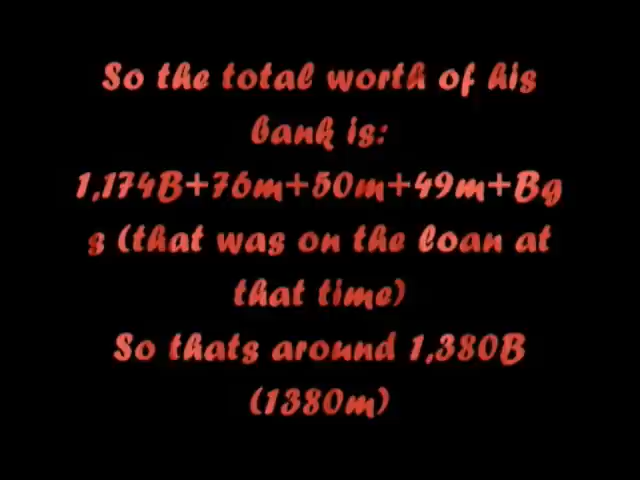 So the total worth of his
bank is:
1,174B+76m+50m+49m+Bg
s (that was on the loan at
that time)
So thats around 1,380B
(1380m)